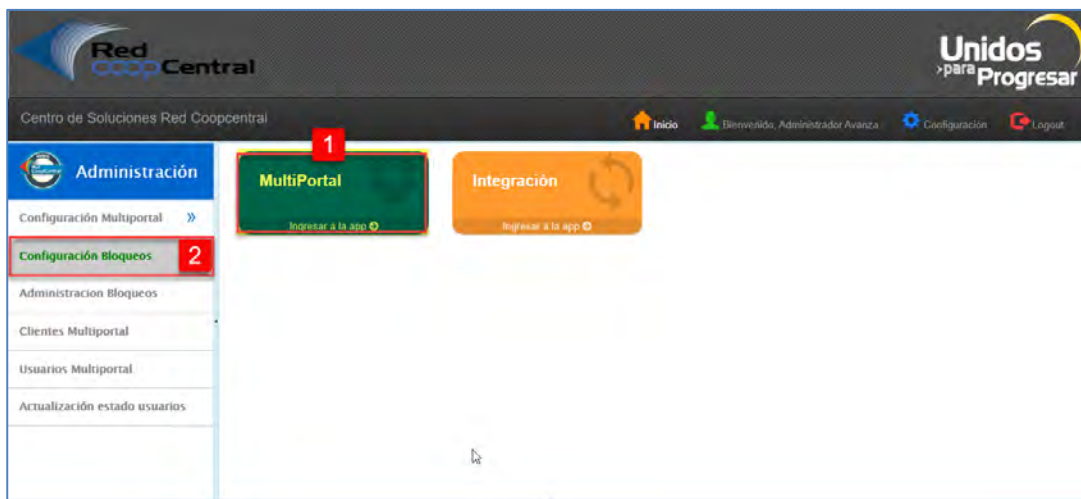 Red
CoopCentral
Unidos
>para Progresar
Centro de Soluciones Red Coopcentral
Inicio
Bienvenido, Administrador Avanza
Configuración
Logout
1
Administración
MultiPortal
Integración
Ingresar a la app
Ingresar a la app
Configuración Multiportal »
Configuración Bloqueos
2
Administracion Bloqueos
Clientes Multiportal
Usuarios Multiportal
Actualización estado usuarios